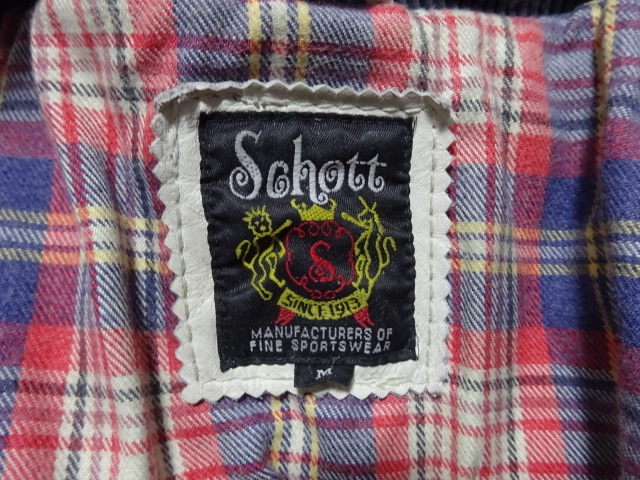 Schott
S
SINCE 1913
MANUFACTURERS OF
FINE SPORTSWEAR
M